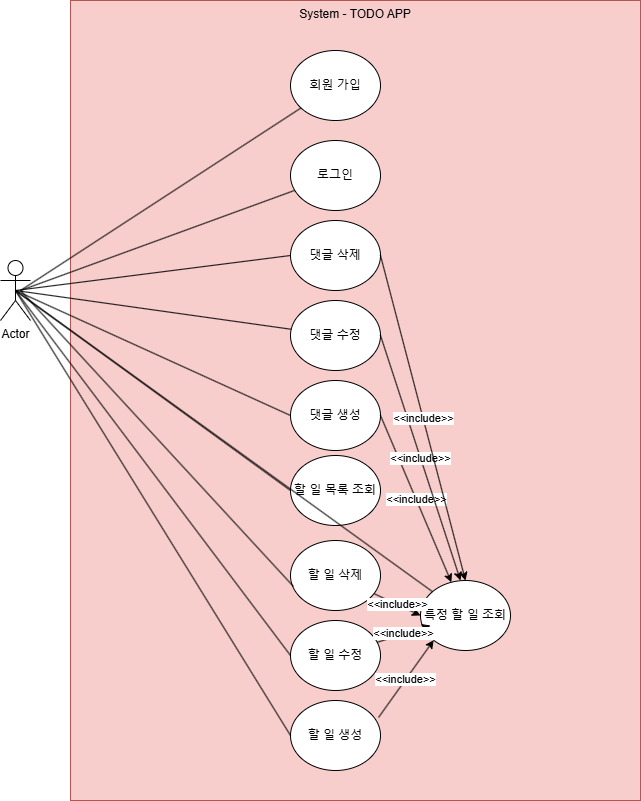 System - TODO APP
회원 가입
로그인
댓글 삭제
댓글 수정
Actor
댓글 생성
<<include>>
<<include>>
할 일 목록 조회
<<include>>
할 일 삭제
<<include>>
특정 할 일 조회
<<include>>
할 일 수정
<<include>>
할 일 생성